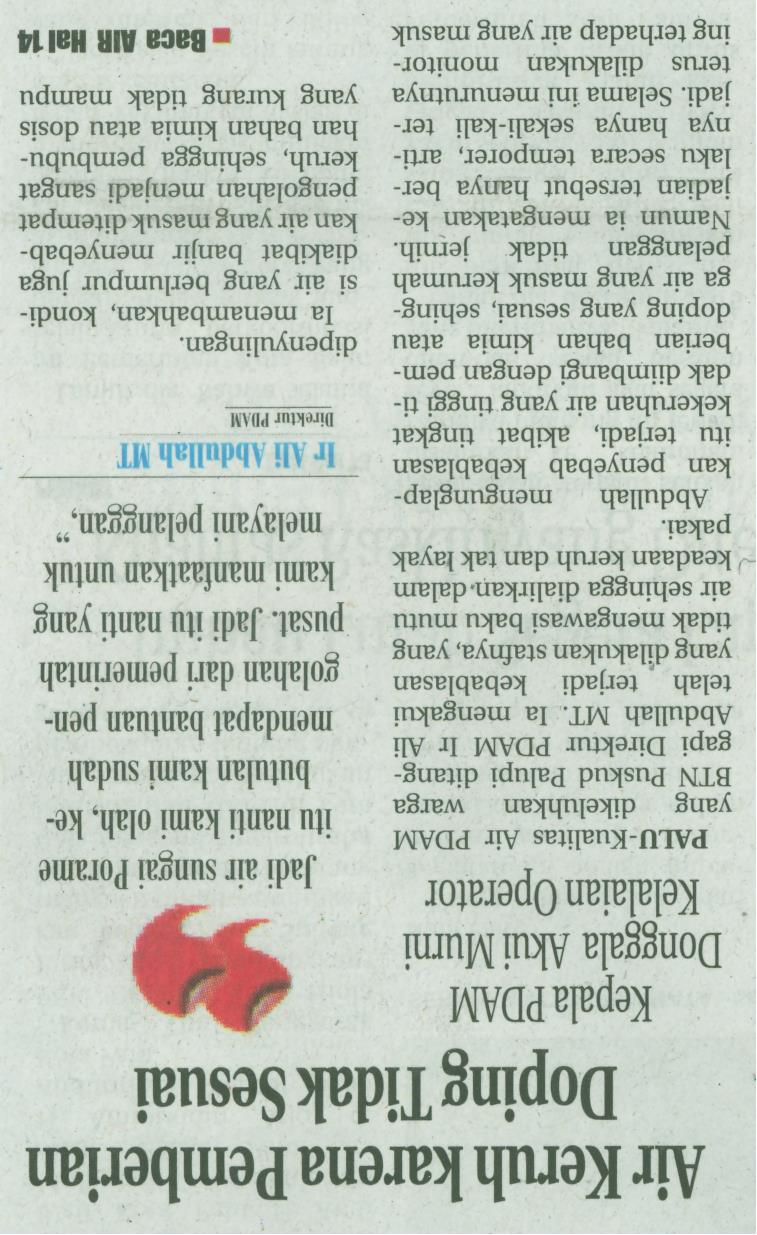 Air Keruh karena Pemberian
Doping Tidak Sesuai
Kepala PDAM
Donggala Akui Murni
Kelalaian Operator
PALU-Kualitas Air PDAM
yang dikeluhkan warga
BTN Puskud Palupi ditang-
gapi Direktur PDAM Ir Ali
Abdullah MT. Ia mengakui
telah terjadi kebablasan
yang dilakukan stafnya, yang
tidak mengawasi baku mutu
air sehingga dialirkan dalam
keadaan keruh dan tak layak
pakai.
Abdullah mengunglap-
kan penyebab kebablasan
itu terjadi, akibat tingkat
kekeruhan air yang tinggi ti-
dak diimbangi dengan pem-
berian bahan kimia atau
doping yang sesuai, sehing-
ga air yang masuk kerumah
pelanggan tidak jernih.
Namun ia mengatakan ke-
jadian tersebut hanya ber-
laku secara temporer, arti-
nya hanya sekali-kali ter-
jadi. Selama ini menurutnya
terus dilakukan monitor-
ing terhadap air yang masuk
Jadi air sungai Porame
itu nanti kami olah, ke-
butulan kami sudah
mendapat bantuan pen-
golahan dari pemerintah
pusat. Jadi itu nanti yang
kami manfaatkan untuk
melayani pelanggan,”
Ir Ali Abdullah MT
Direktur PDAM
dipenyulingan.
Ia menambahkan, kondi-
si air yang berlumpur juga
diakibat banjir menyebab-
kan air yang masuk ditempat
pengolahan menjadi sangat
keruh, sehingga pembubu-
han bahan kimia atau dosis
yang kurang tidak mampu
Baca AIR Hal 14